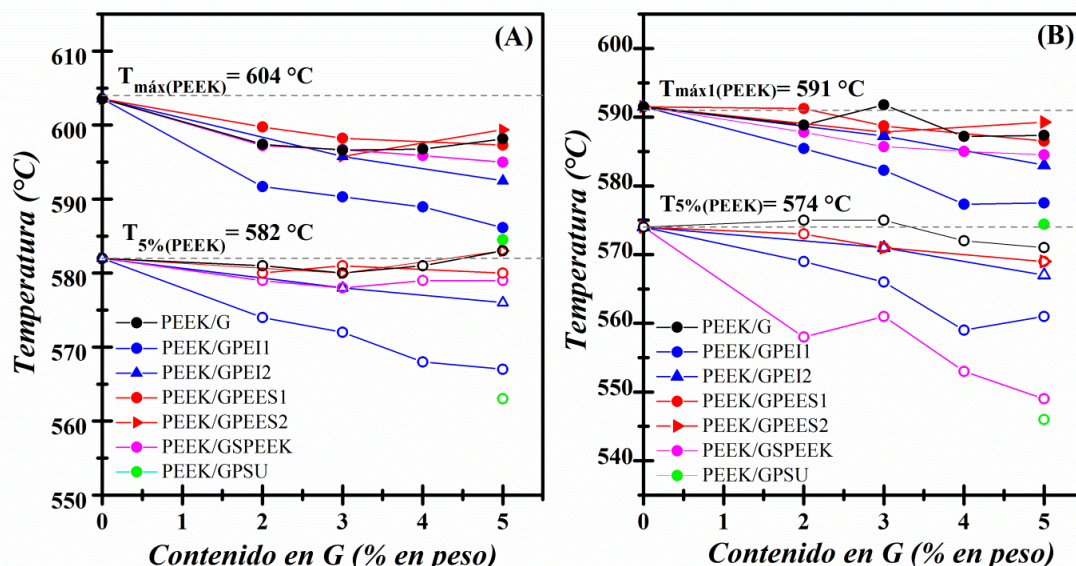 (A)
610
600
590
580
570
560
550
Temperatura (°C)
Tmáx(PEEK)= 604 °C
T5%(PEEK)= 582 °C
PEEK/G
PEEK/GPEI1
PEEK/GPEI2
PEEK/GPEES1
PEEK/GPEES2
PEEK/GSPEEK
PEEK/GPSU
0 1 2 3 4 5
Contenido en G (% en peso)
(B)
600
590
580
570
560
550
540
Temperatura (°C)
Tmáx1(PEEK)= 591 °C
T5%(PEEK)= 574 °C
PEEK/G
PEEK/GPEI1
PEEK/GPEI2
PEEK/GPEES1
PEEK/GPEES2
PEEK/GSPEEK
PEEK/GPSU
0 1 2 3 4 5
Contenido en G (% en peso)